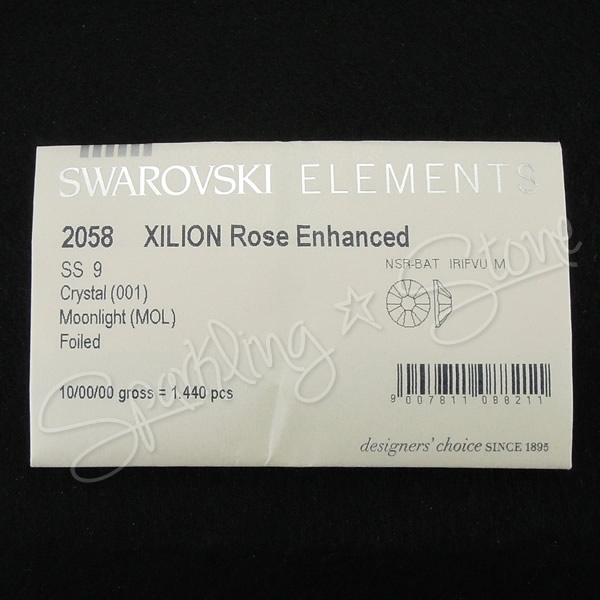 SWAROVSKI ELEMENTS
2058 XILION Rose Enhanced
SS 9
NSR-BAT IRIFVU M
Crystal (001)
Moonlight (MOL)
Foiled
10/00/00 gross = 1.440 pcs
9 007811 088211
designers' choice SINCE 1895
Sparkling ☆ Stone